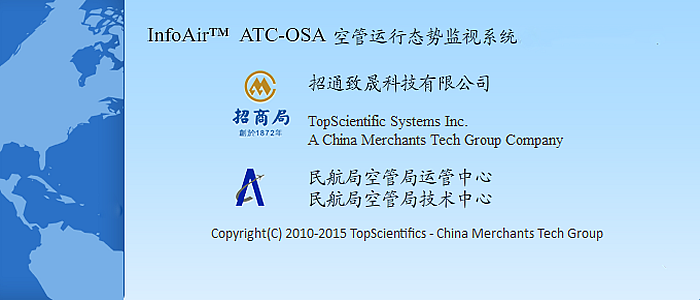 InfoAir™ ATC-OSA 空管运行态势监视系统
招通致晟科技有限公司
招商局
創於1872年
TopScientific Systems Inc.
A China Merchants Tech Group Company
民航局空管局运管中心
民航局空管局技术中心
Copyright(C) 2010-2015 TopScientifics - China Merchants Tech Group